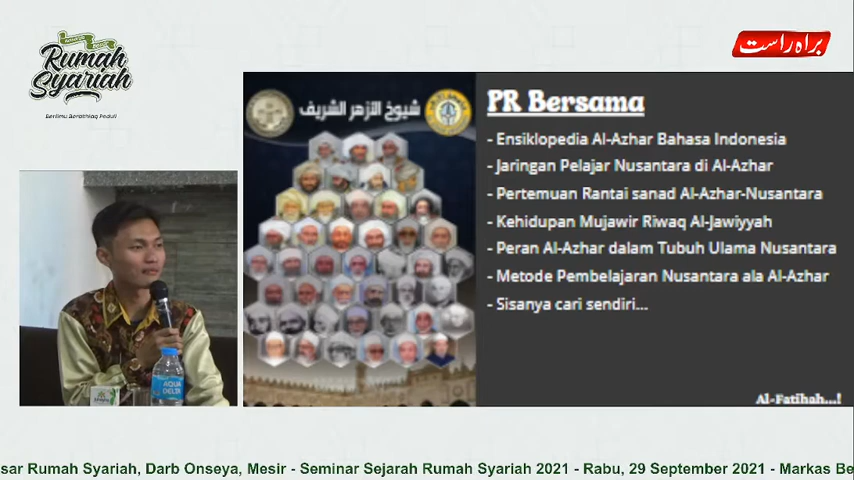 Rumah
Syariah
Berilmu Berakhlaq Peduli
براہ راست
شيوخ الأزهر الشريف
PR Bersama
- Ensiklopedia Al-Azhar Bahasa Indonesia
- Jaringan Pelajar Nusantara di Al-Azhar
- Pertemuan Rantai sanad Al-Azhar-Nusantara
- Kehidupan Mujawir Riwaq Al-Jawiyyah
- Peran Al-Azhar dalam Tubuh Ulama Nusantara
- Metode Pembelajaran Nusantara ala Al-Azhar
- Sisanya cari sendiri...
AQUA
DELTA
Al-Fatihah...!
sar Rumah Syariah, Darb Onseya, Mesir - Seminar Sejarah Rumah Syariah 2021 - Rabu, 29 September 2021 - Markas Be